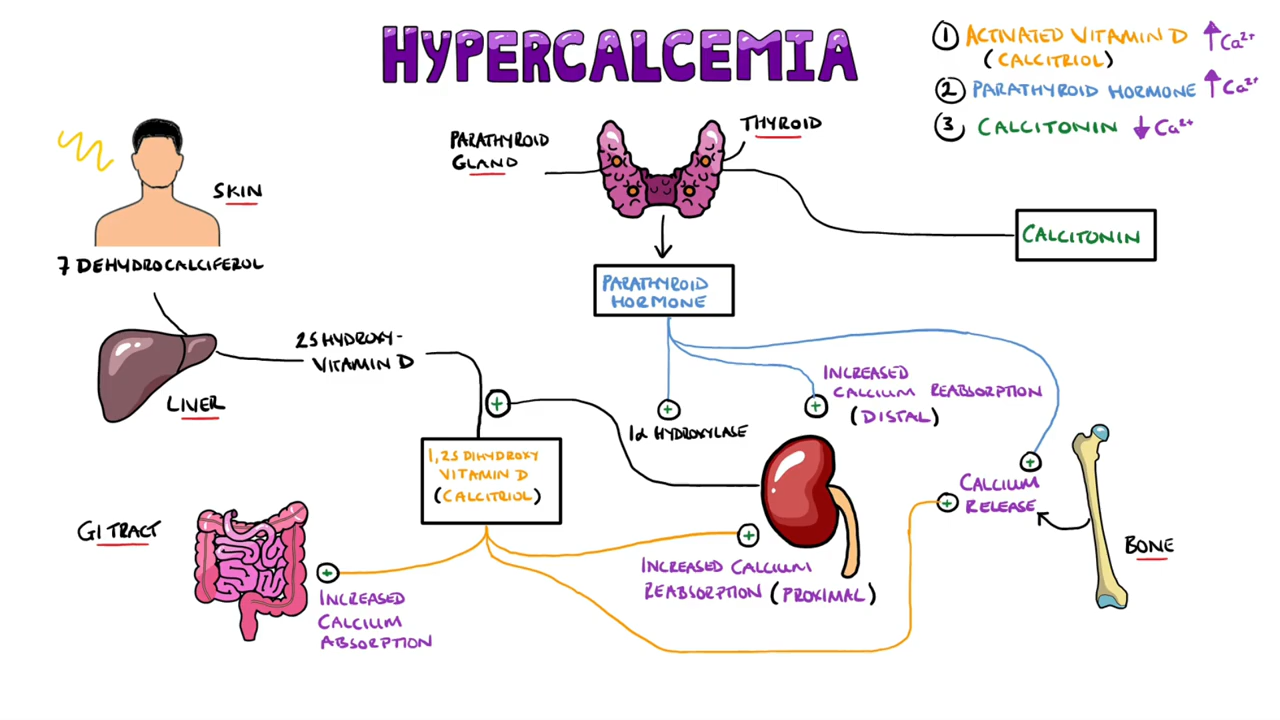 HYPERCALCEMIA
1 ACTIVATED VITAMIN D ↑Ca²⁺
(CALCITRIOL)
2 PARATHYROID HORMONE ↑Ca²⁺
3 CALCITONIN ↓Ca²⁺
PARATHYROID
GLAND
THYROID
SKIN
7 DEHYDROCALCIFEROL
CALCITONIN
PARATHYROID
HORMONE
25 HYDROXY-
VITAMIN D
LIVER
+
+
1α HYDROXYLASE
+
INCREASED
CALCIUM REABSORPTION
(DISTAL)
1,25 DIHYDROXY
VITAMIN D
(CALCITRIOL)
+
+
CALCIUM
RELEASE
BONE
GI TRACT
+
INCREASED CALCIUM
REABSORPTION (PROXIMAL)
+
INCREASED
CALCIUM
ABSORPTION